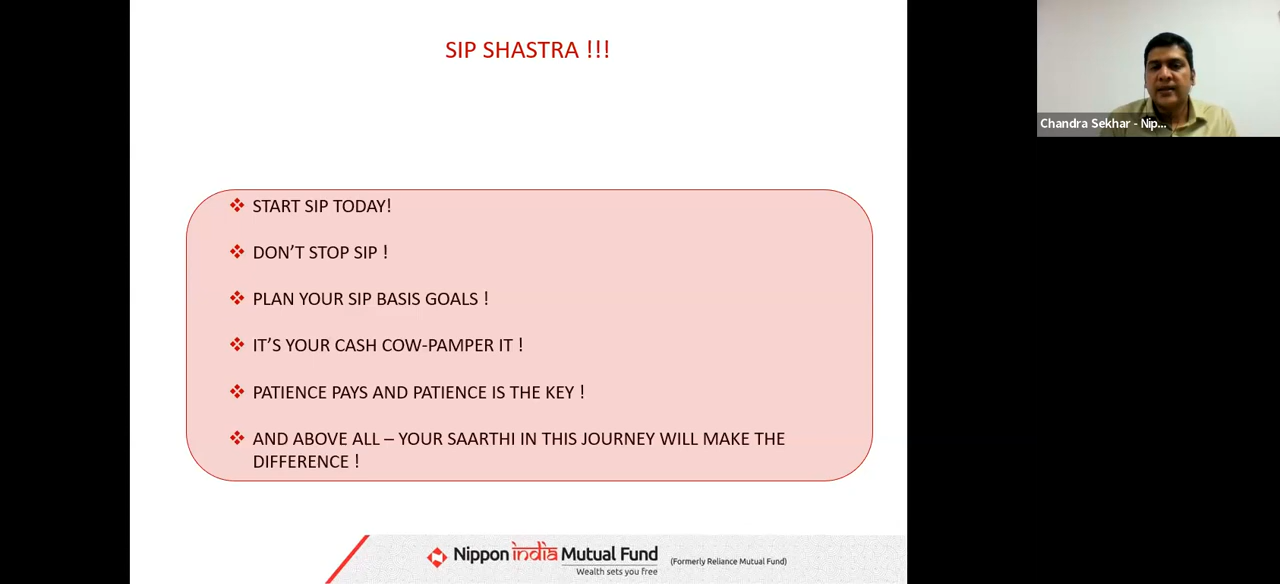 SIP SHASTRA !!!
START SIP TODAY!
DON’T STOP SIP !
PLAN YOUR SIP BASIS GOALS !
IT’S YOUR CASH COW-PAMPER IT !
PATIENCE PAYS AND PATIENCE IS THE KEY !
AND ABOVE ALL – YOUR SAARTHI IN THIS JOURNEY WILL MAKE THE
DIFFERENCE !
Nippon india Mutual Fund (Formerly Reliance Mutual Fund)
Wealth sets you free
Chandra Sekhar - Nip...